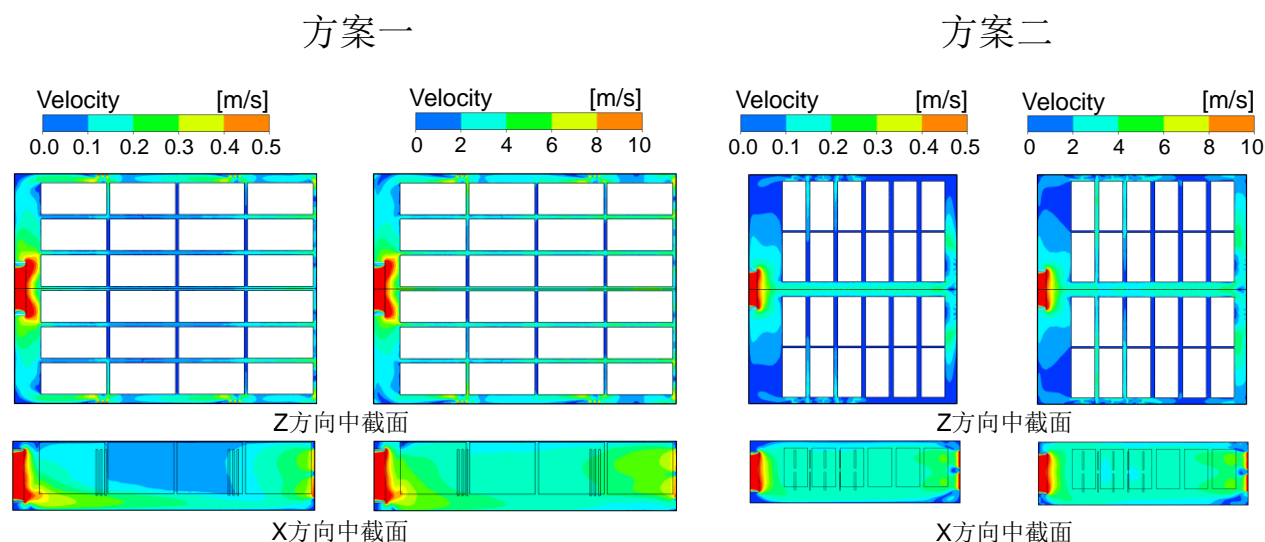 方案一 方案二
Velocity [m/s] Velocity [m/s] Velocity [m/s] Velocity [m/s]
0.0 0.1 0.2 0.3 0.4 0.5 0 2 4 6 8 10 0.0 0.1 0.2 0.3 0.4 0.5 0 2 4 6 8 10
Z方向中截面 Z方向中截面
X方向中截面 X方向中截面